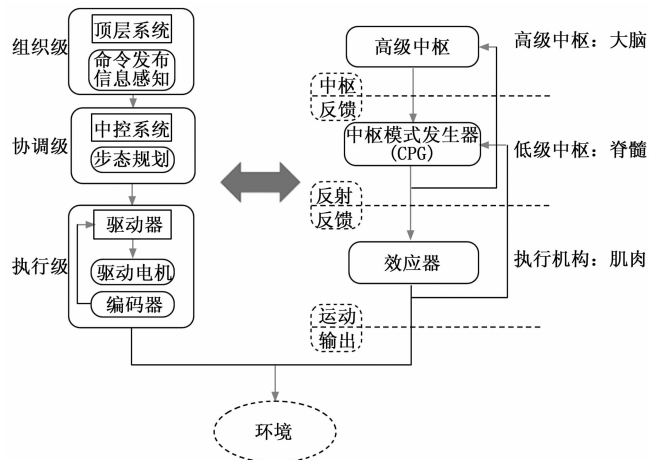 组织级
顶层系统
命令发布
信息感知
协调级
中控系统
步态规划
执行级
驱动器
驱动电机
编码器
高级中枢
高级中枢：大脑
中枢
反馈
中枢模式发生器
(CPG)
低级中枢：脊髓
反射
反馈
效应器
执行机构：肌肉
运动
输出
环境